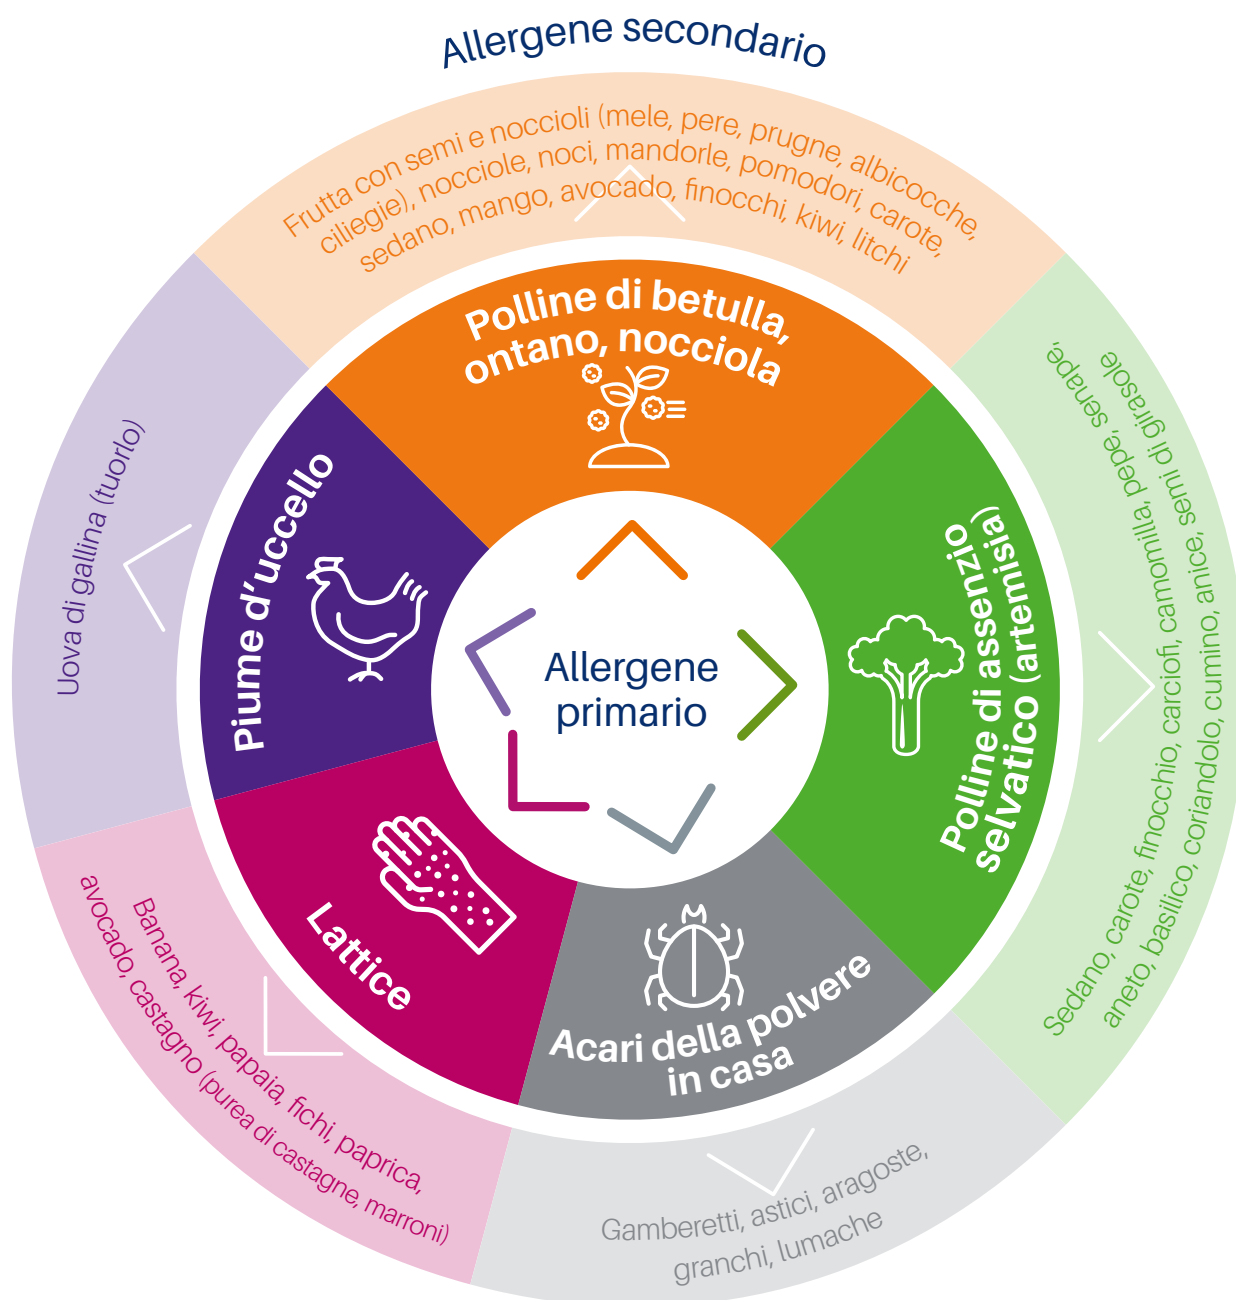 Allergene secondario
Frutta con semi e noccioli (mele, pere, prugne, albicocche,
ciliegie), nocciole, noci, mandorle, pomodori, carote,
sedano, mango, avocado, finocchi, kiwi, litchi
Polline di betulla,
ontano, nocciola
Sedano, carote, finocchio, carciofi, camomilla, pepe, senape,
aneto, basilico, coriandolo, cumino, anice, semi di girasole
Polline di assenzio
selvatico (artemisia)
Gamberetti, astici, aragoste,
granchi, lumache
Acari della polvere
in casa
Banana, kiwi, papaia, fichi, paprica,
avocado, castagno (purea di castagne, marroni)
Lattice
Uova di gallina (tuorlo)
Piume d'uccello
Allergene
primario